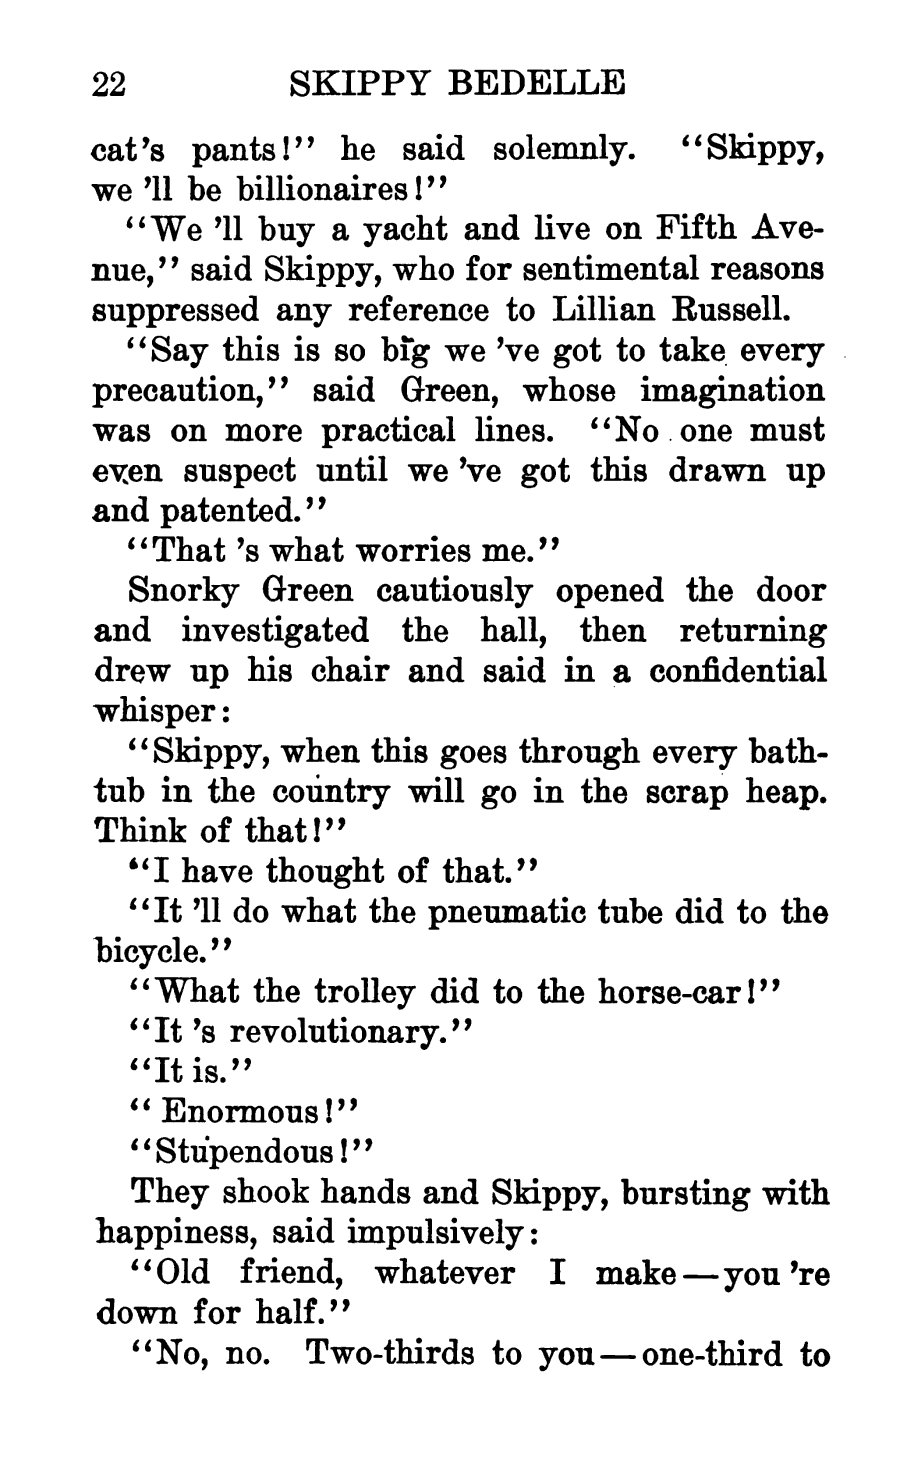 22 SKIPPY BEDELLE
cat's pants!" he said solemnly. "Skippy,
we 'll be billionaires!"
"We 'll buy a yacht and live on Fifth Ave-
nue," said Skippy, who for sentimental reasons
suppressed any reference to Lillian Russell.
"Say this is so big we 've got to take every
precaution," said Green, whose imagination
was on more practical lines. "No one must
even suspect until we 've got this drawn up
and patented."
"That 's what worries me."
Snorky Green cautiously opened the door
and investigated the hall, then returning
drew up his chair and said in a confidential
whisper:
"Skippy, when this goes through every bath-
tub in the country will go in the scrap heap.
Think of that!"
"I have thought of that."
"It 'll do what the pneumatic tube did to the
bicycle."
"What the trolley did to the horse-car!"
"It 's revolutionary."
"It is."
" Enormous!"
"Stupendous!"
They shook hands and Skippy, bursting with
happiness, said impulsively:
"Old friend, whatever I make—you 're
down for half."
"No, no. Two-thirds to you—one-third to